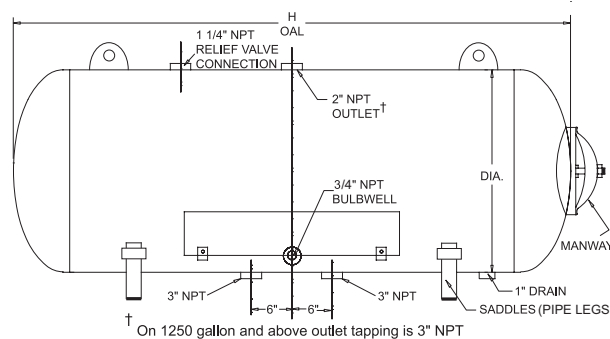 H
OAL
1 1/4" NPT
RELIEF VALVE
CONNECTION
2" NPT
OUTLET†
DIA.
3/4" NPT
BULBWELL
MANWAY
3" NPT
3" NPT
1" DRAIN
6"
6"
SADDLES (PIPE LEGS
† On 1250 gallon and above outlet tapping is 3" NPT